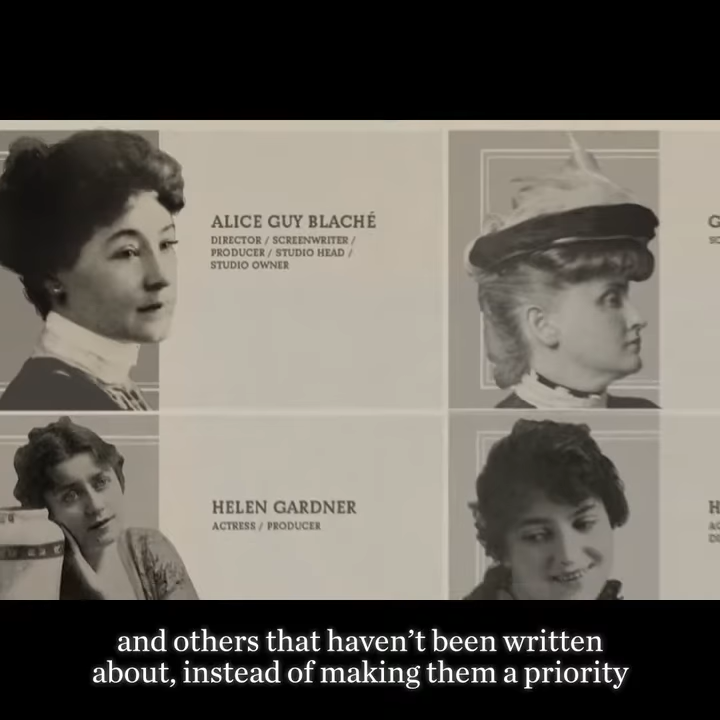 ALICE GUY BLACHÉ
DIRECTOR / SCREENWRITER /
PRODUCER / STUDIO HEAD /
STUDIO OWNER
G
HELEN GARDNER
ACTRESS / PRODUCER
H
and others that haven’t been written
about, instead of making them a priority